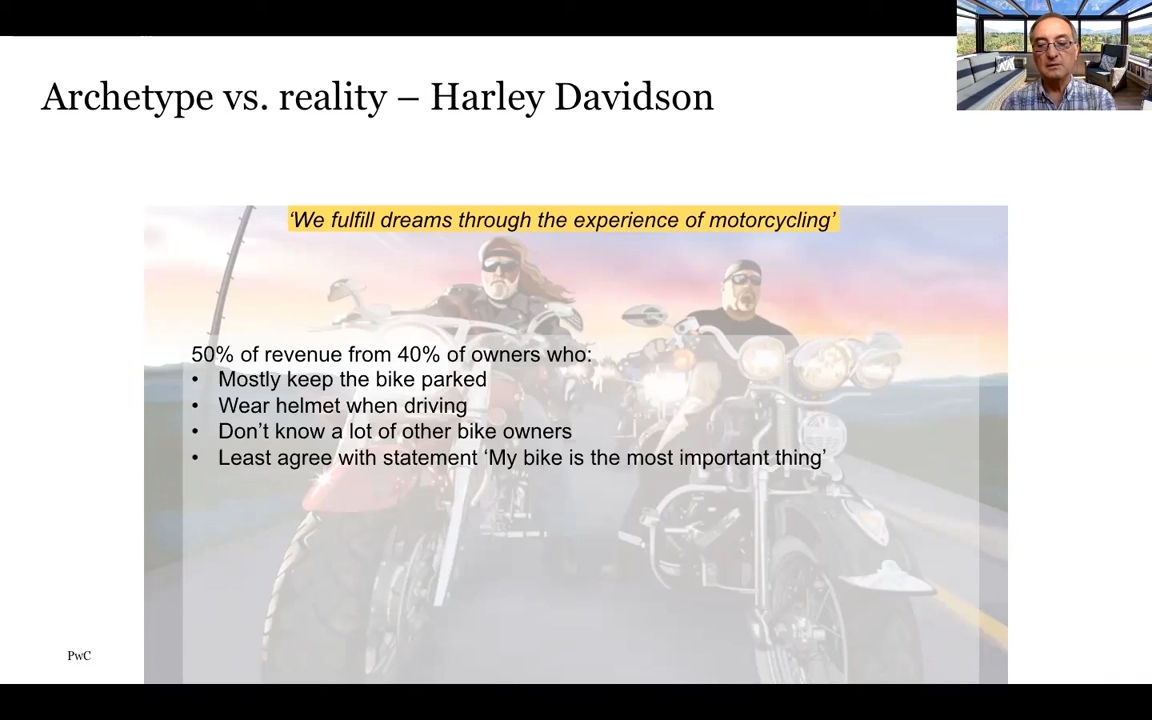 Archetype vs. reality – Harley Davidson
‘We fulfill dreams through the experience of motorcycling’
50% of revenue from 40% of owners who:
• Mostly keep the bike parked
• Wear helmet when driving
• Don’t know a lot of other bike owners
• Least agree with statement ‘My bike is the most important thing’
PwC